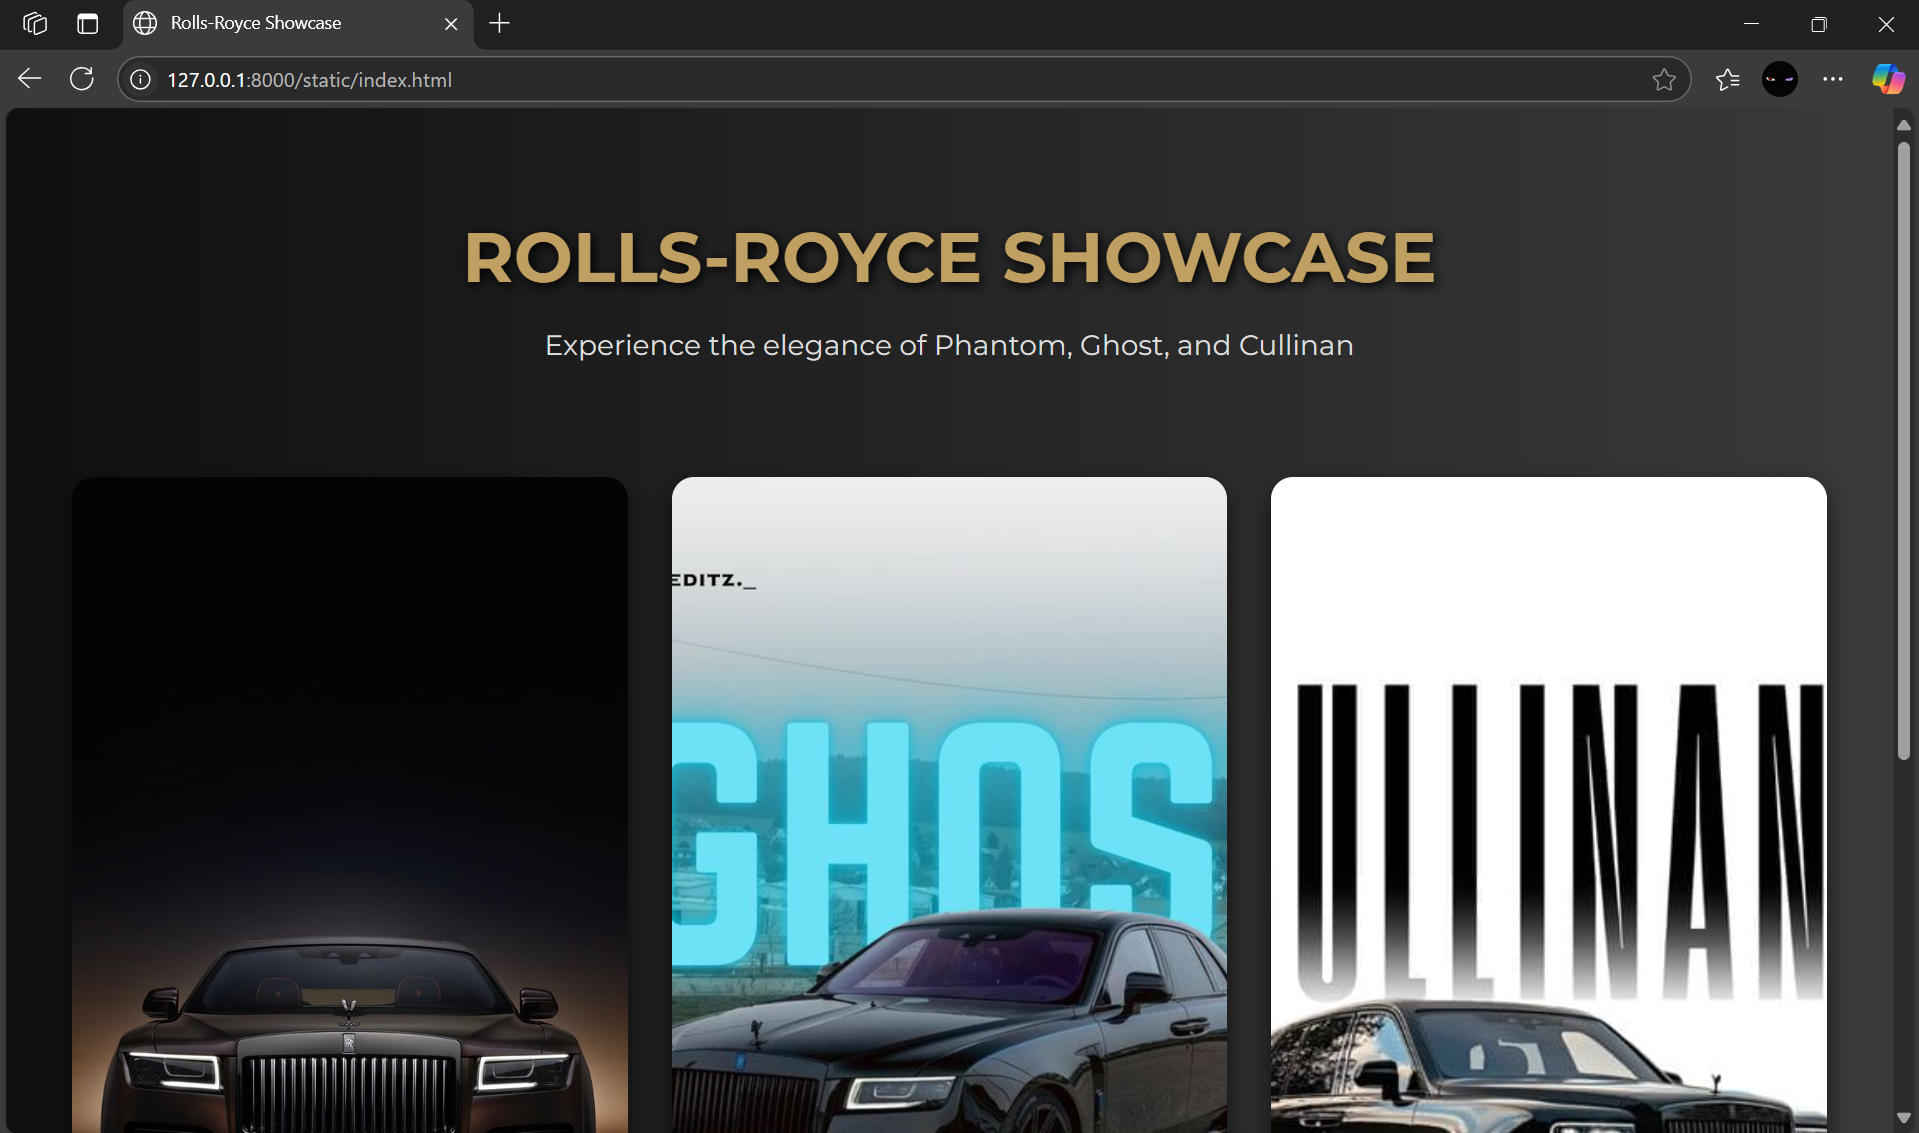 Rolls-Royce Showcase
127.0.0.1:8000/static/index.html
ROLLS-ROYCE SHOWCASE
Experience the elegance of Phantom, Ghost, and Cullinan
EDITZ._
GHOS
ULLINAN